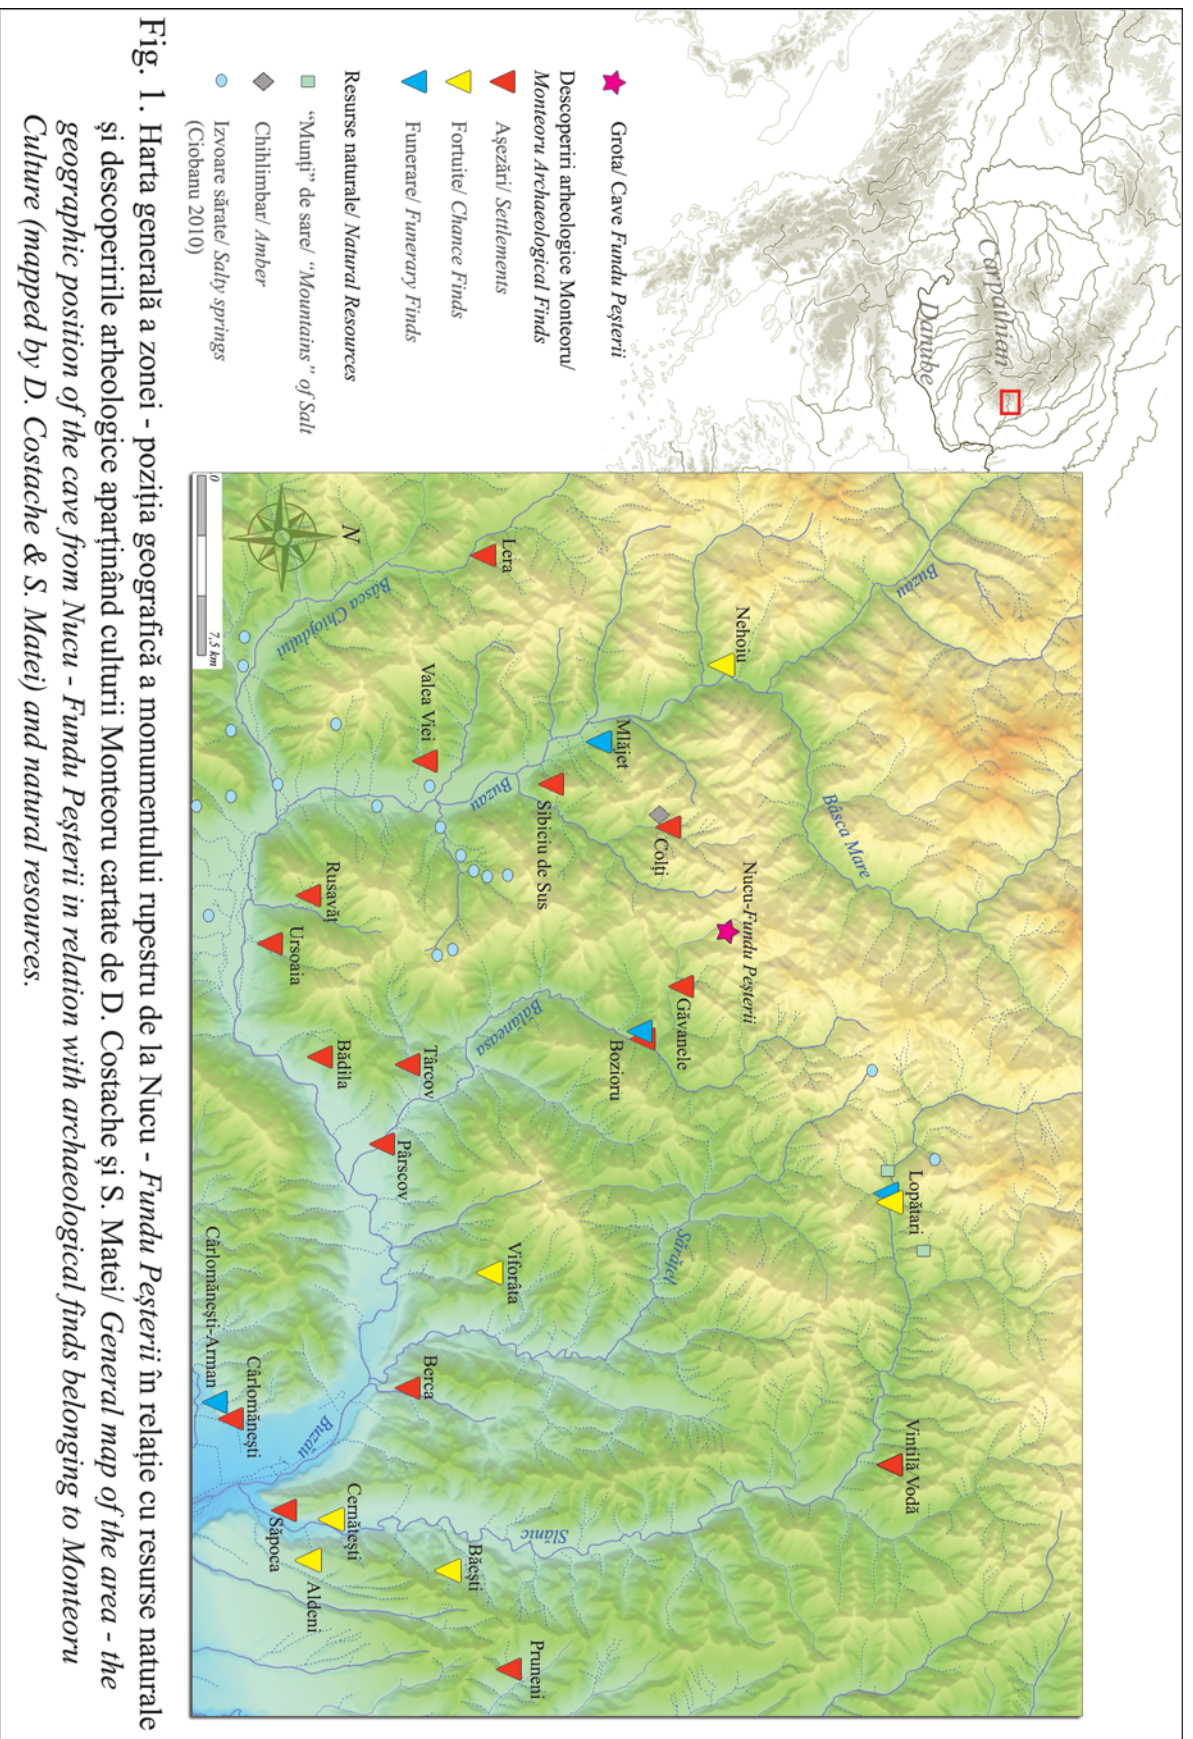 Carpathian
Danube
Grota/ Cave Fundu Peșterii
Descoperiri arheologice Monteoru/
Monteoru Archaeological Finds
Așezări/ Settlements
Fortuite/ Chance Finds
Funerare/ Funerary Finds
Resurse naturale/ Natural Resources
“Munți” de sare/ “Mountains” of Salt
Chihlimbar/ Amber
Izvoare sărate/ Salty springs
(Ciobanu 2010)
Buzău
Nehoiu
Bâsca Mare
Lera
Mlăjet
Colți
Nucu-Fundu Peșterii
Găvanele
Bozioru
Lopătari
Vintilă Vodă
Sibiciu de Sus
Buzau
Valea Viei
Bâsca Chiojdului
Bălăneasa
Sărățel
Slănic
Rusavăț
Ursoaia
Târcov
Bădila
Pârscov
Viforâta
Berca
Băești
Pruneni
Cernătești
Aldeni
Săpoca
Buzău
Cârlomănești
Cârlomănești-Arman
N
0
7,5 km
Fig. 1. Harta generală a zonei - poziția geografică a monumentului rupestru de la Nucu - Fundu Peșterii în relație cu resurse naturale
și descoperirile arheologice aparținând culturii Monteoru cartate de D. Costache și S. Matei/ General map of the area - the
geographic position of the cave from Nucu - Fundu Peșterii in relation with archaeological finds belonging to Monteoru
Culture (mapped by D. Costache & S. Matei) and natural resources.